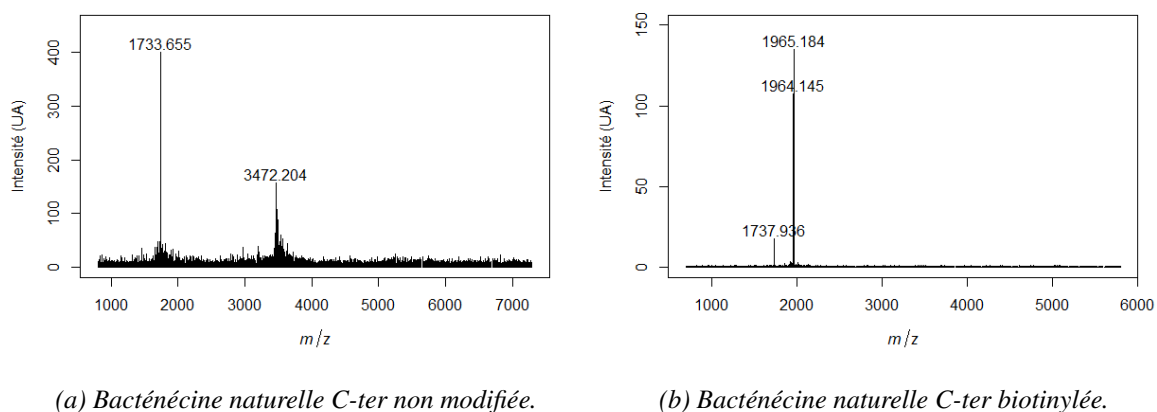 1733.655
3472.204
Intensité (UA)
400
300
200
100
0
1000 2000 3000 4000 5000 6000 7000
m/z
(a) Bacténécine naturelle C-ter non modifiée.
1965.184
1964.145
1737.936
Intensité (UA)
150
100
50
0
1000 2000 3000 4000 5000 6000
m/z
(b) Bacténécine naturelle C-ter biotinylée.